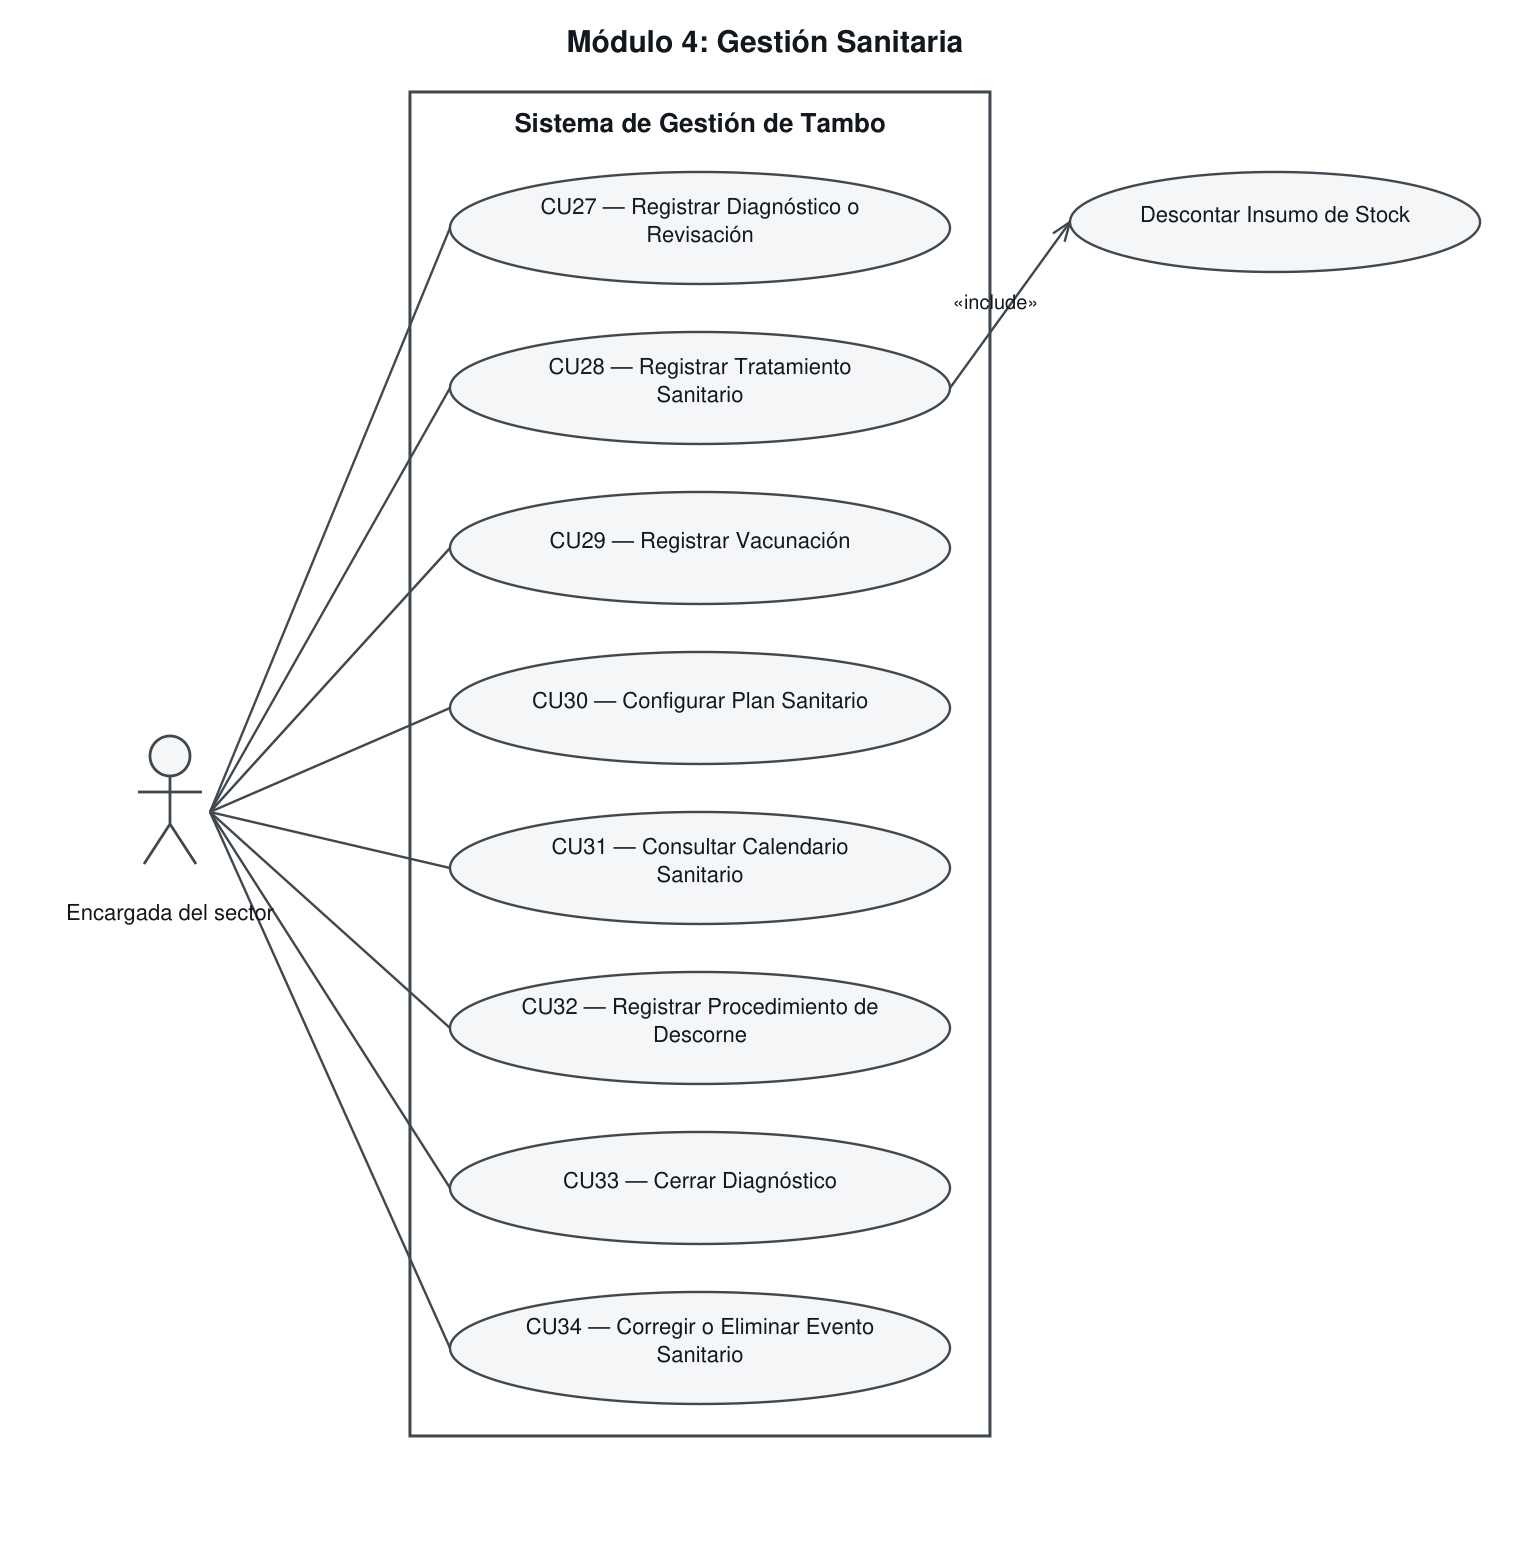 Módulo 4: Gestión Sanitaria
Sistema de Gestión de Tambo
CU27 — Registrar Diagnóstico o
Revisación
Descontar Insumo de Stock
«include»
CU28 — Registrar Tratamiento
Sanitario
CU29 — Registrar Vacunación
CU30 — Configurar Plan Sanitario
CU31 — Consultar Calendario
Sanitario
Encargada del sector
CU32 — Registrar Procedimiento de
Descorne
CU33 — Cerrar Diagnóstico
CU34 — Corregir o Eliminar Evento
Sanitario